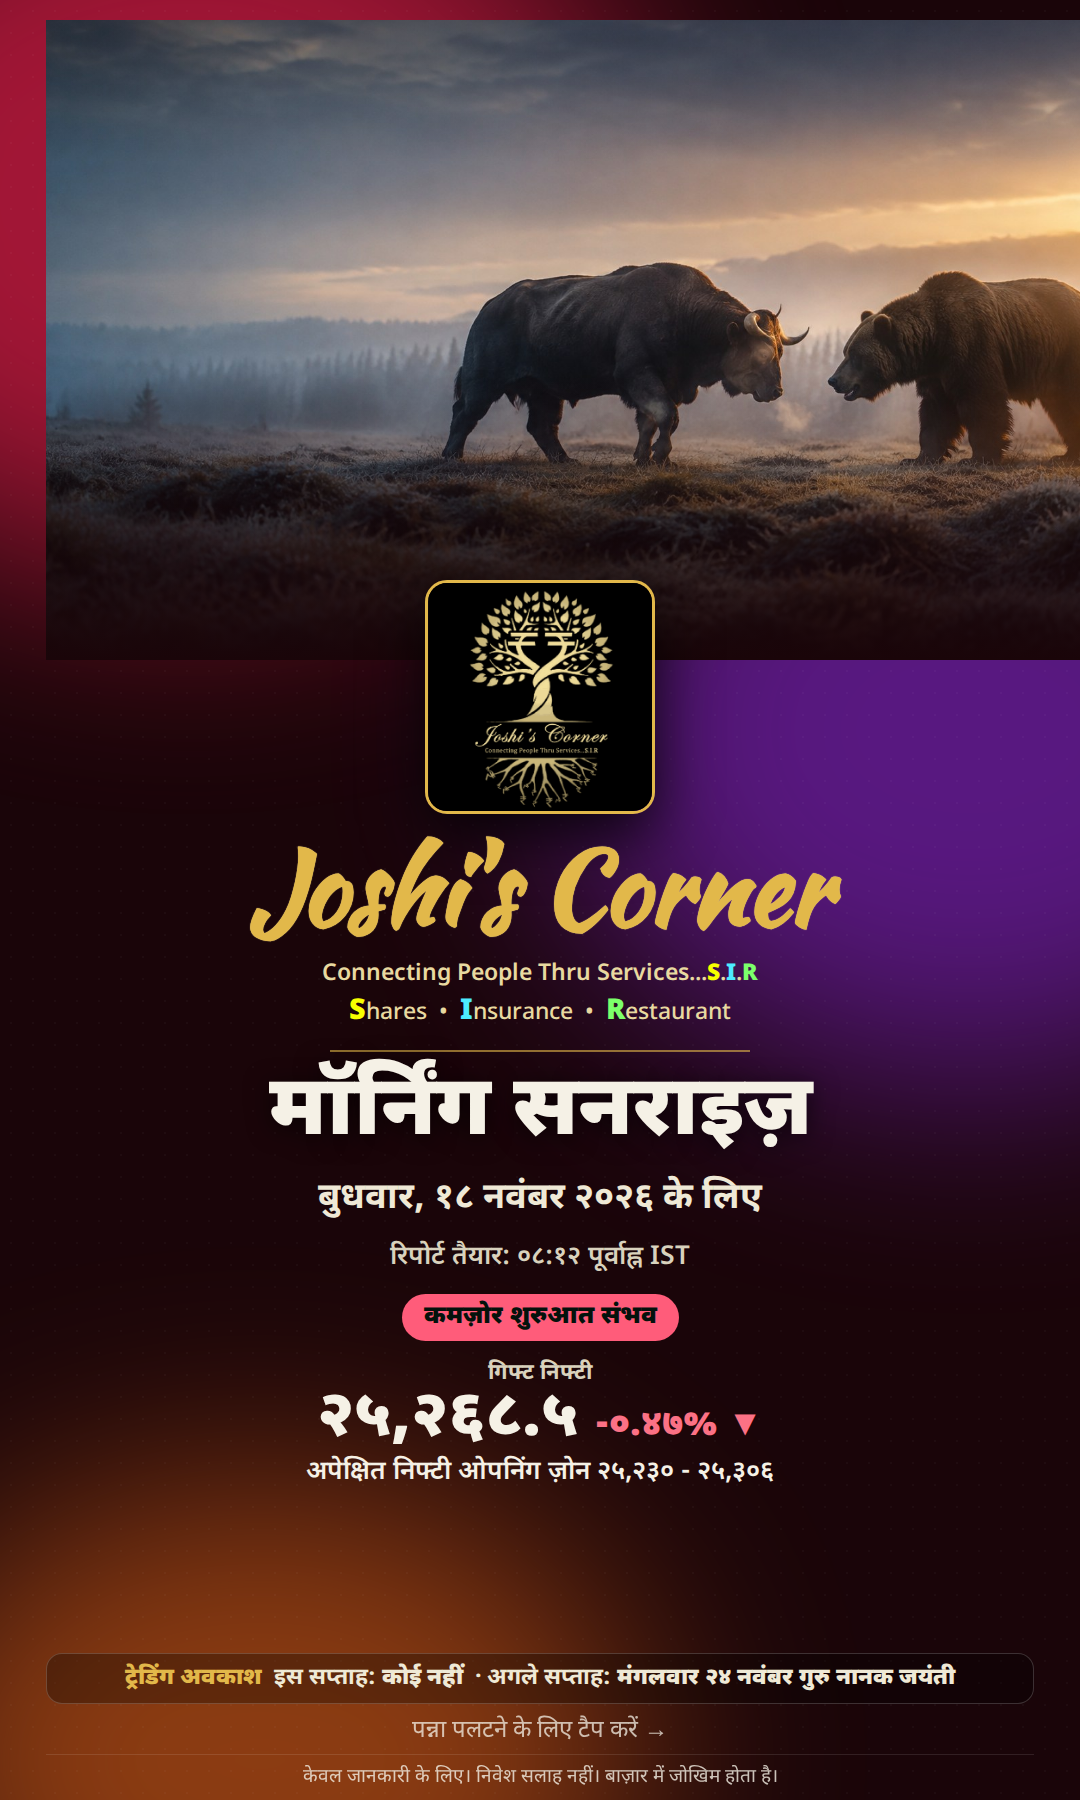 Joshi's Corner
Connecting People Thru Services...S.I.R
Joshi's Corner
Connecting People Thru Services...S.I.R
Shares • Insurance • Restaurant
मॉर्निंग सनराइज़
बुधवार, १८ नवंबर २०२६ के लिए
रिपोर्ट तैयार: ०८:१२ पूर्वाह्न IST
कमज़ोर शुरुआत संभव
गिफ्ट निफ्टी
२५,२६८.५ -०.४७% ▼
अपेक्षित निफ्टी ओपनिंग ज़ोन २५,२३० - २५,३०६
ट्रेडिंग अवकाश इस सप्ताह: कोई नहीं · अगले सप्ताह: मंगलवार २४ नवंबर गुरु नानक जयंती
पन्ना पलटने के लिए टैप करें →
केवल जानकारी के लिए। निवेश सलाह नहीं। बाज़ार में जोखिम होता है।